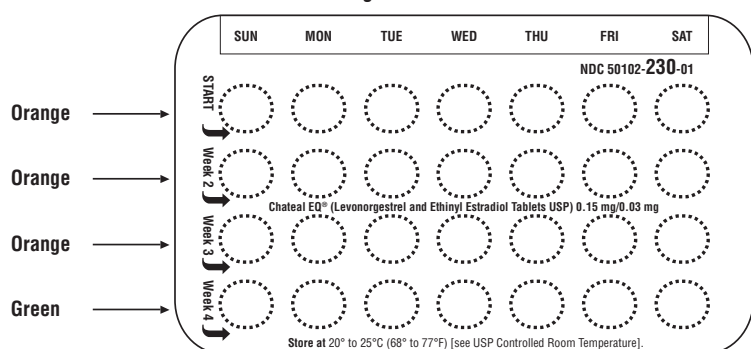 SUN MON TUE WED THU FRI SAT
NDC 50102-230-01
START
Orange
Week 2
Orange
Chateal EQ® (Levonorgestrel and Ethinyl Estradiol Tablets USP) 0.15 mg/0.03 mg
Week 3
Orange
Week 4
Green
Store at 20° to 25°C (68° to 77°F) [see USP Controlled Room Temperature].